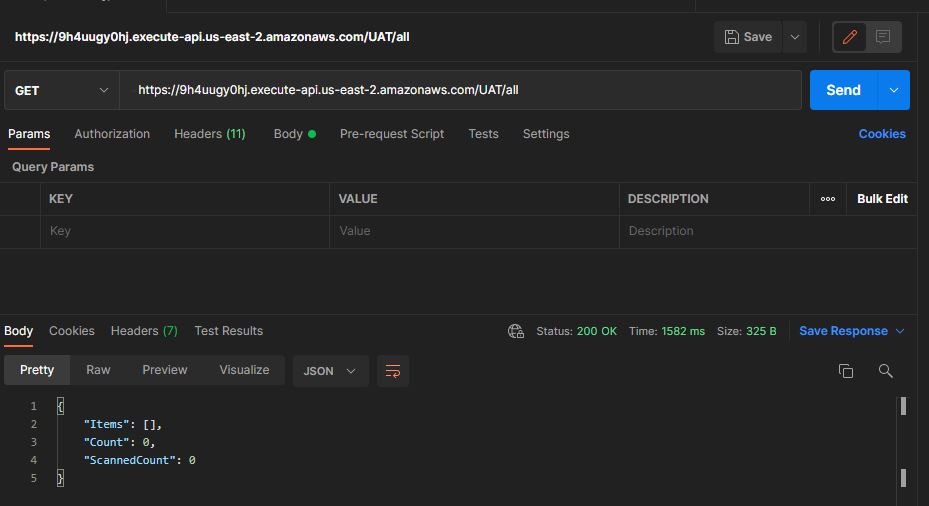 https://9h4uugy0hj.execute-api.us-east-2.amazonaws.com/UAT/all Save
GET https://9h4uugy0hj.execute-api.us-east-2.amazonaws.com/UAT/all Send
Params Authorization Headers (11) Body Pre-request Script Tests Settings Cookies
Query Params
KEY VALUE DESCRIPTION Bulk Edit
Key Value Description
Body Cookies Headers (7) Test Results Status: 200 OK Time: 1582 ms Size: 325 B Save Response
Pretty Raw Preview Visualize JSON
1 {
2 "Items": [],
3 "Count": 0,
4 "ScannedCount": 0
5 }